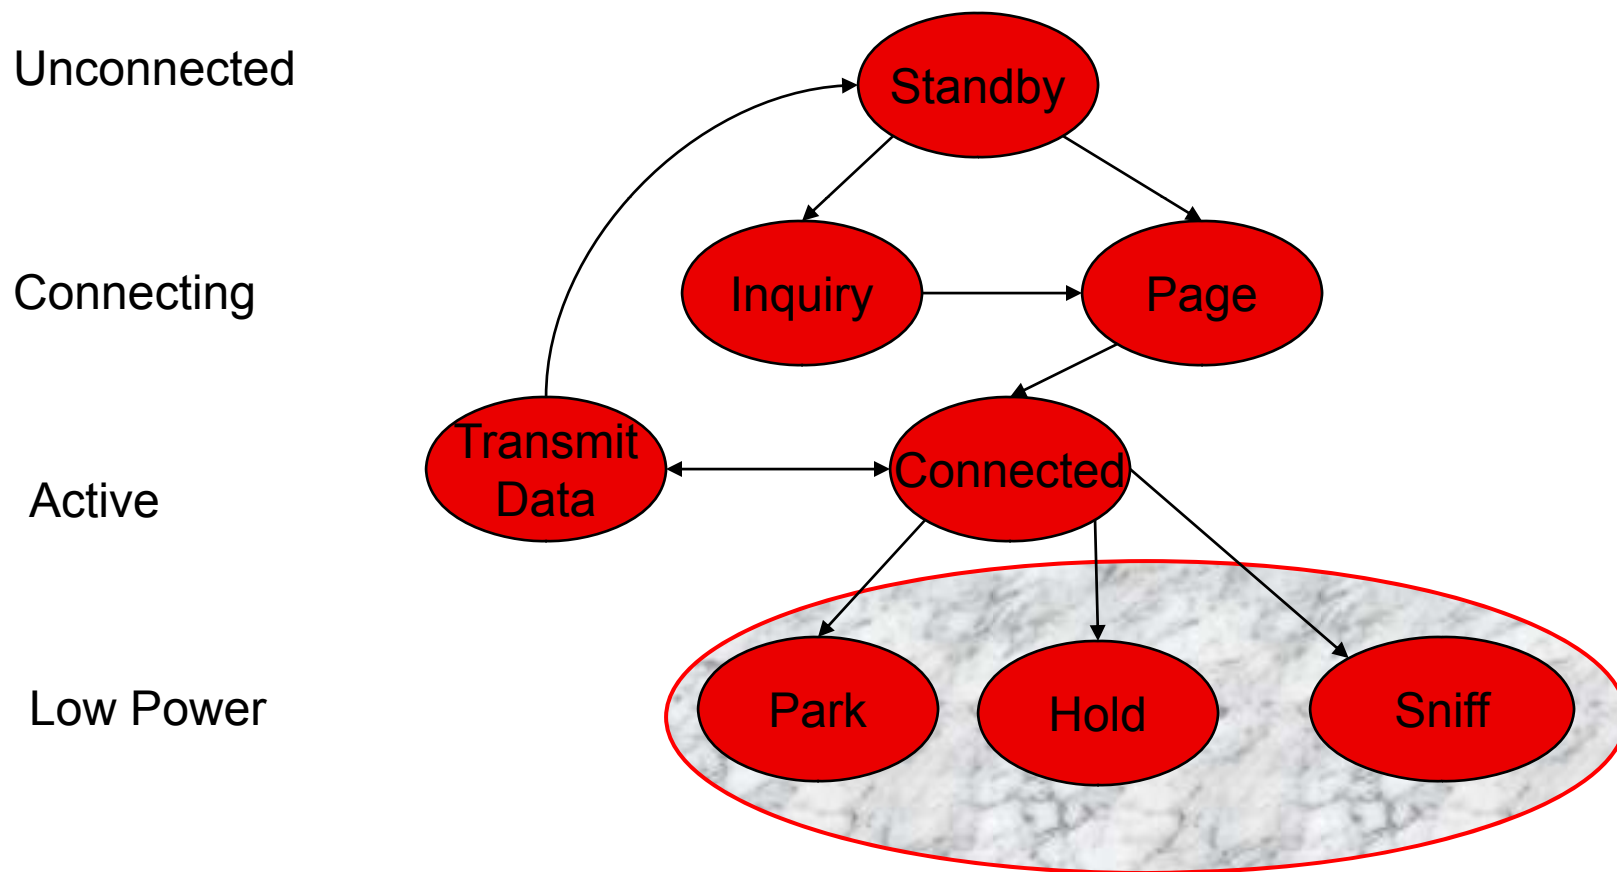 Unconnected
Standby
Connecting
Inquiry
Page
Active
Transmit
Data
Connected
Low Power
Park
Hold
Sniff